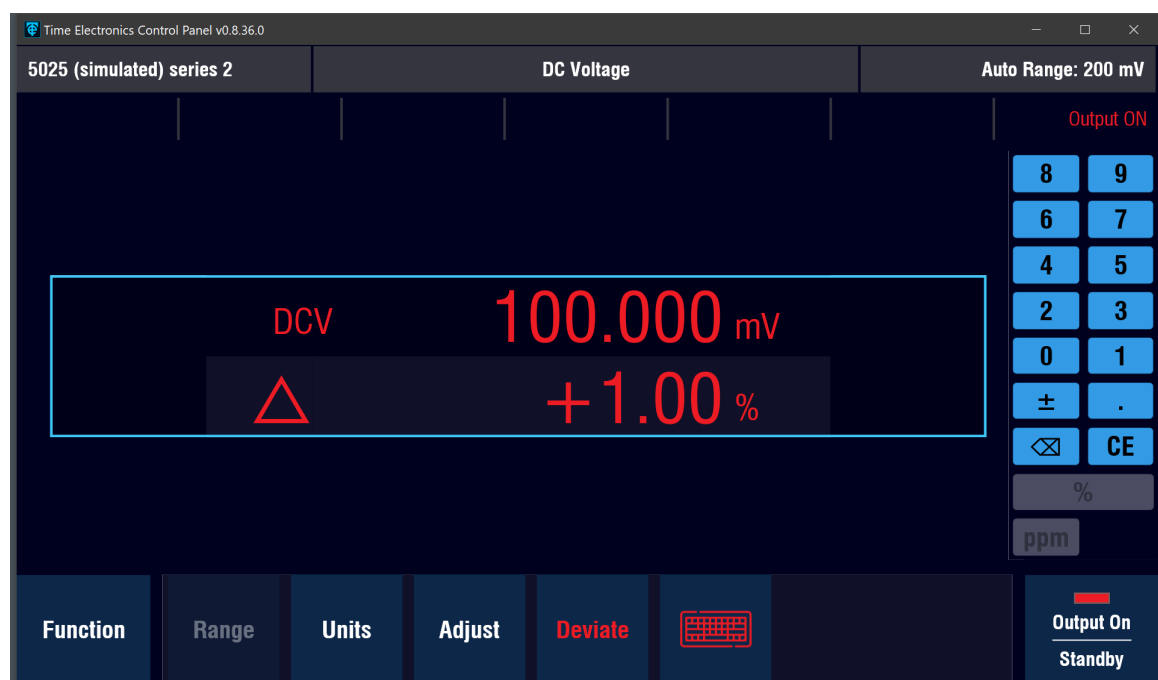 Time Electronics Control Panel v0.8.36.0
5025 (simulated) series 2
DC Voltage
Auto Range: 200 mV
Output ON
8 9
6 7
4 5
2 3
0 1
± .
⌫ CE
%
ppm
DCV 100.000 mV
△ +1.00 %
Function
Range
Units
Adjust
Deviate
Output On
Standby